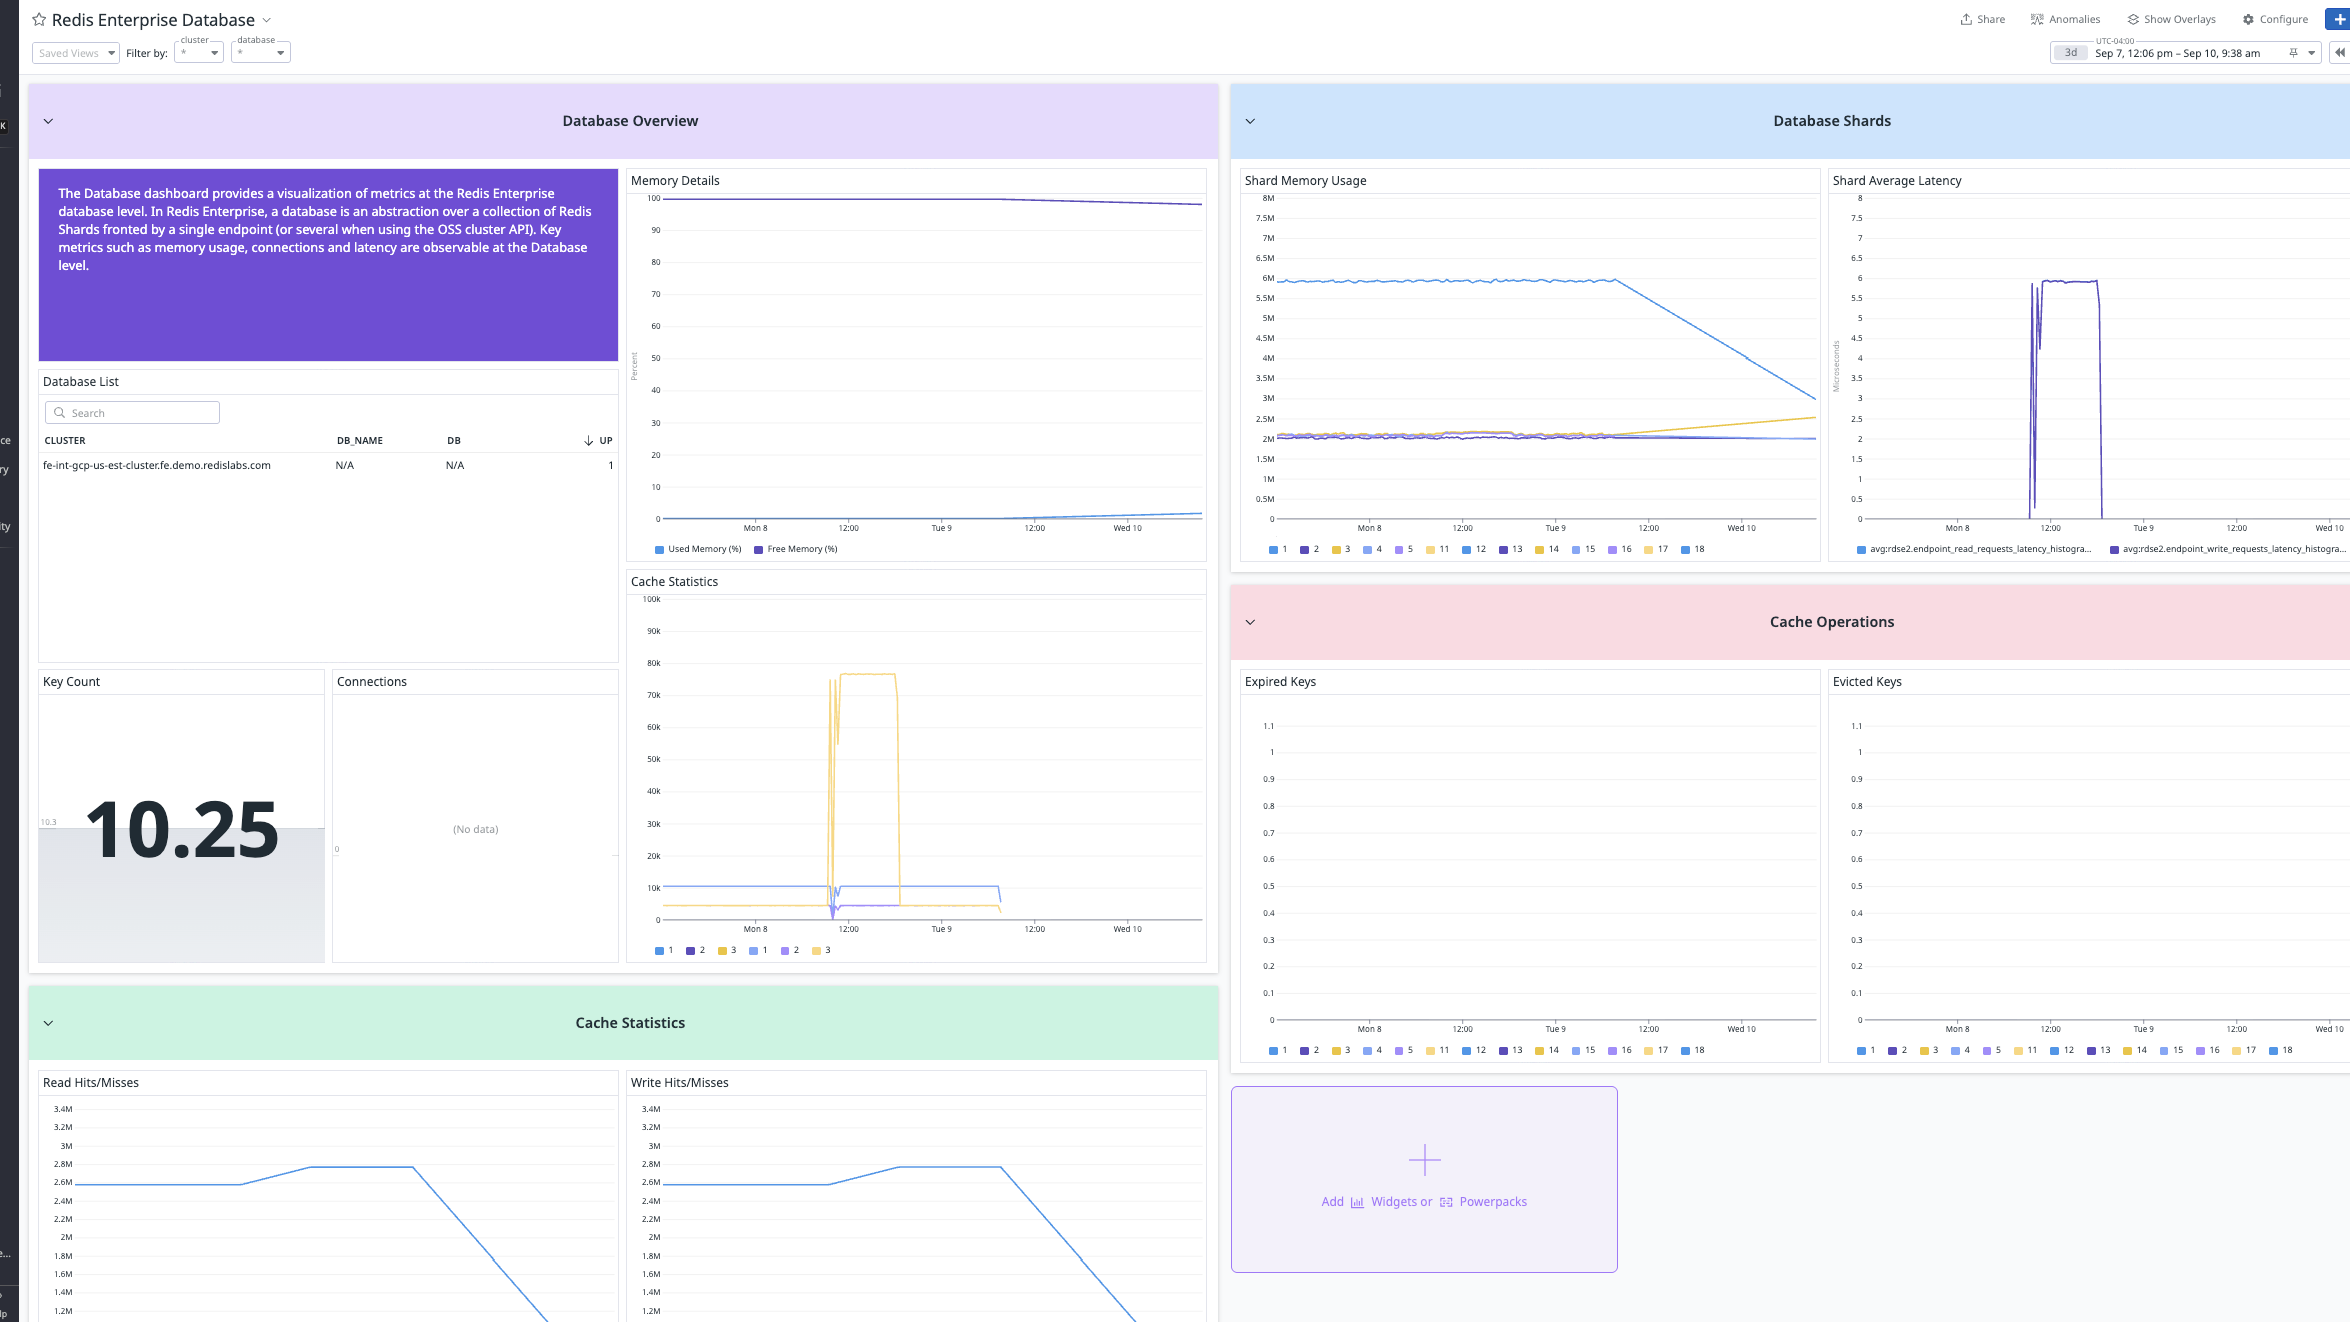 Redis Enterprise Database
Share
Anomalies
Show Overlays
Configure
Saved Views
Filter by:
cluster
*
database
*
UTC-04:00
3d
Sep 7, 12:06 pm – Sep 10, 9:38 am
Database Overview
The Database dashboard provides a visualization of metrics at the Redis Enterprise
database level. In Redis Enterprise, a database is an abstraction over a collection of Redis
Shards fronted by a single endpoint (or several when using the OSS cluster API). Key
metrics such as memory usage, connections and latency are observable at the Database
level.
Database List
Search
CLUSTER DB_NAME DB UP
fe-int-gcp-us-est-cluster.fe.demo.redislabs.com N/A N/A 1
Key Count
10.3
10.25
Connections
0
(No data)
Memory Details
Percent
100
90
80
70
60
50
40
30
20
10
0
Mon 8 12:00 Tue 9 12:00 Wed 10
Used Memory (%) Free Memory (%)
Cache Statistics
100k
90k
80k
70k
60k
50k
40k
30k
20k
10k
0
Mon 8 12:00 Tue 9 12:00 Wed 10
1 2 3 1 2 3
Cache Statistics
Read Hits/Misses
3.4M
3.2M
3M
2.8M
2.6M
2.4M
2.2M
2M
1.8M
1.6M
1.4M
1.2M
Write Hits/Misses
3.4M
3.2M
3M
2.8M
2.6M
2.4M
2.2M
2M
1.8M
1.6M
1.4M
1.2M
Database Shards
Shard Memory Usage
8M
7.5M
7M
6.5M
6M
5.5M
5M
4.5M
4M
3.5M
3M
2.5M
2M
1.5M
1M
0.5M
0
Mon 8 12:00 Tue 9 12:00 Wed 10
1 2 3 4 5 11 12 13 14 15 16 17 18
Shard Average Latency
Microseconds
8
7.5
7
6.5
6
5.5
5
4.5
4
3.5
3
2.5
2
1.5
1
0.5
0
Mon 8 12:00 Tue 9 12:00 Wed 10
avg:rdse2.endpoint_read_requests_latency_histogra... avg:rdse2.endpoint_write_requests_latency_histogra...
Cache Operations
Expired Keys
1.1
1
0.9
0.8
0.7
0.6
0.5
0.4
0.3
0.2
0.1
0
Mon 8 12:00 Tue 9 12:00 Wed 10
1 2 3 4 5 11 12 13 14 15 16 17 18
Evicted Keys
1.1
1
0.9
0.8
0.7
0.6
0.5
0.4
0.3
0.2
0.1
0
Mon 8 12:00 Tue 9 12:00 Wed 10
1 2 3 4 5 11 12 13 14 15 16 17 18
Add Widgets or Powerpacks